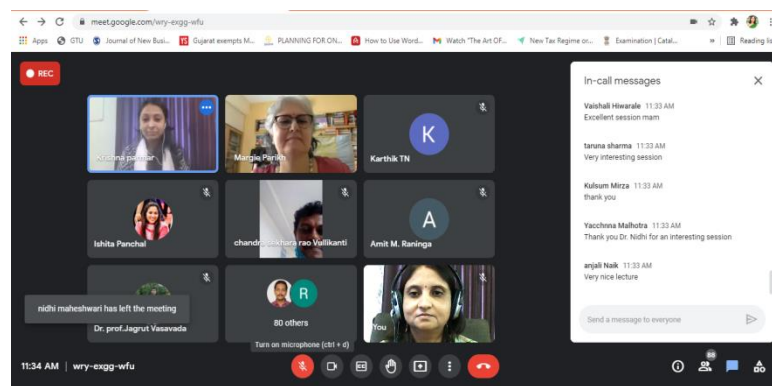 meet.google.com/wry-exgg-wfu
Apps GTU Journal of New Busi... Gujarat exempts M... PLANNING FOR ON... How to Use Word... Watch "The Art OF... New Tax Regime or... Examination | Catal... » Reading lis
REC
In-call messages
Vaishali Hiwarale 11:33 AM
Excellent session mam
taruna sharma 11:33 AM
Very interesting session
Kulsum Mirza 11:33 AM
thank you
Yacchnna Malhotra 11:33 AM
Thank you Dr. Nidhi for an interesting session
anjali Naik 11:33 AM
Very nice lecture
Send a message to everyone
Krishna parmar
Margie Parikh
K
Karthik TN
Ishita Panchal
chandra sekhara rao Vullikanti
A
Amit M. Raninga
nidhi maheshwari has left the meeting
Dr. prof.Jagrut Vasavada
R
80 others
You
Turn on microphone (ctrl + d)
11:34 AM | wry-exgg-wfu
88